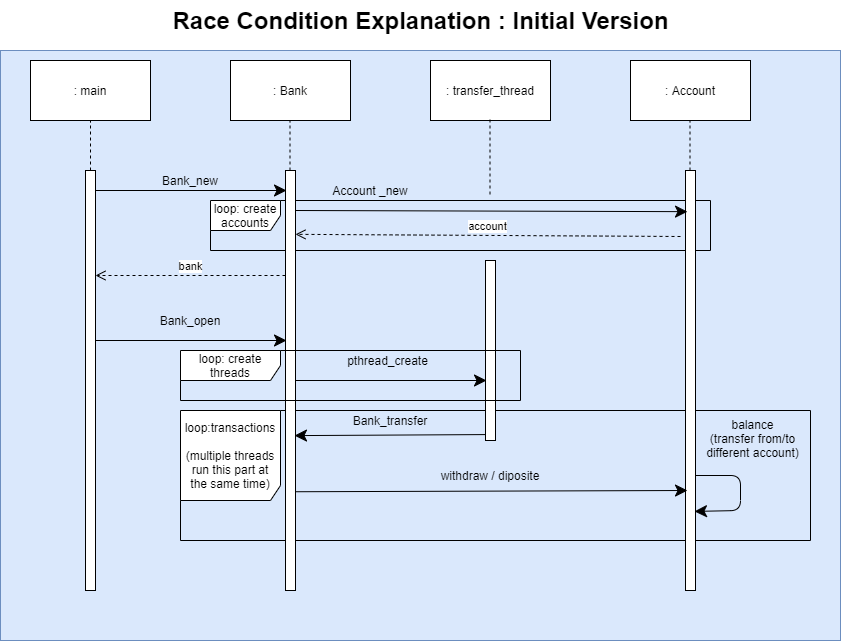 Race Condition Explanation : Initial Version
: main
: Bank
: transfer_thread
: Account
Bank_new
Account _new
loop: create
accounts
account
bank
Bank_open
loop: create
threads
pthread_create
loop:transactions
(multiple threads
run this part at
the same time)
Bank_transfer
balance
(transfer from/to
different account)
withdraw / diposite